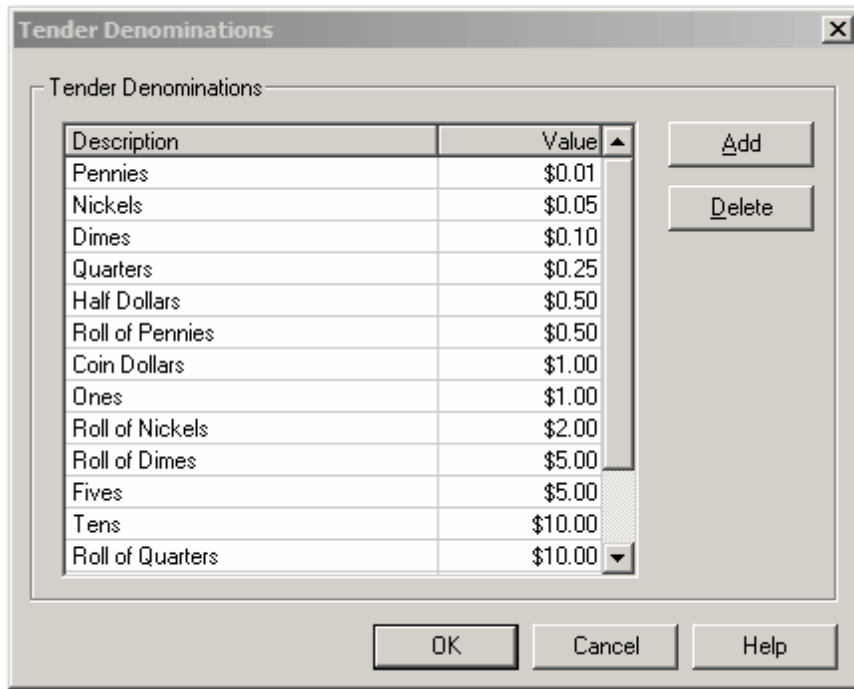 Tender Denominations
Tender Denominations
Description Value
Pennies $0.01
Nickels $0.05
Dimes $0.10
Quarters $0.25
Half Dollars $0.50
Roll of Pennies $0.50
Coin Dollars $1.00
Ones $1.00
Roll of Nickels $2.00
Roll of Dimes $5.00
Fives $5.00
Tens $10.00
Roll of Quarters $10.00
Add
Delete
OK Cancel Help